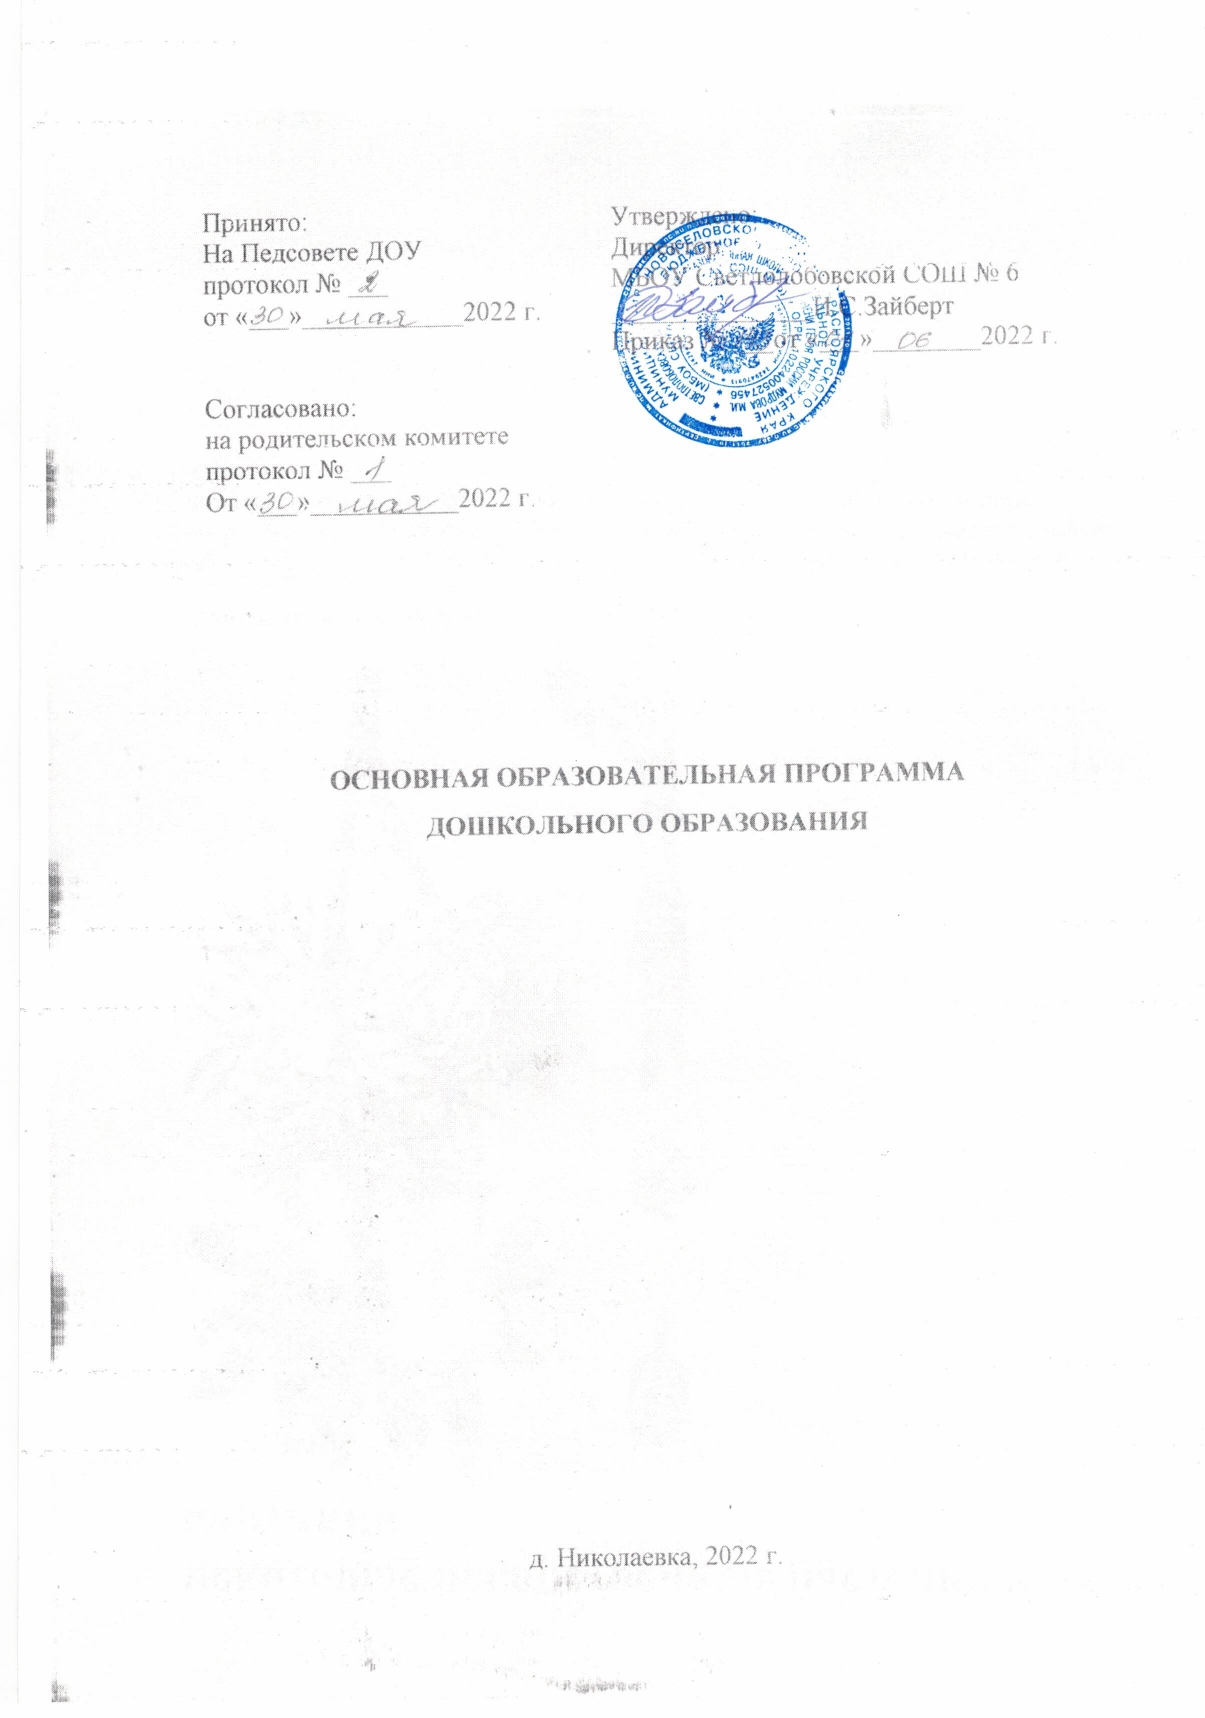 Принято:
На Педсовете ДОУ
протокол № 2
от «30» мая 2022 г.
Утверждено:
Директор
МБОУ Светлолобовской СОШ № 6
Н.С.Зайберт
Приказ № от « » 06 2022 г.
Согласовано:
на родительском комитете
протокол № 1
От «30» мая 2022 г.
ОСНОВНАЯ ОБРАЗОВАТЕЛЬНАЯ ПРОГРАММА
ДОШКОЛЬНОГО ОБРАЗОВАНИЯ
д. Николаевка, 2022 г.